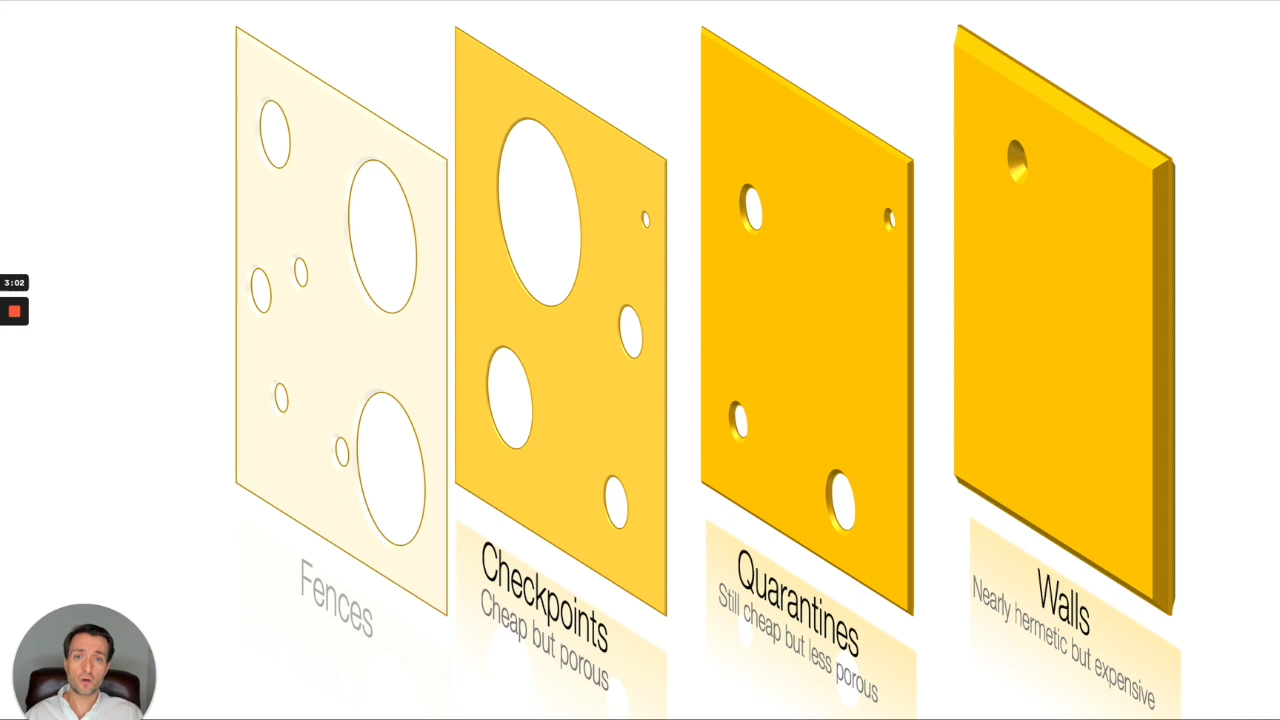 3:02
Fences
Checkpoints
Cheap but porous
Quarantines
Still cheap but less porous
Walls
Nearly hermetic but expensive